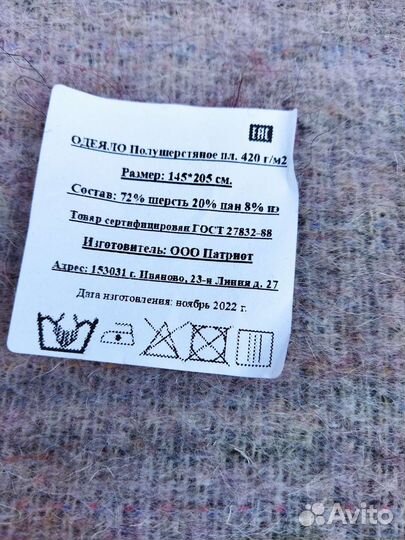 EAC
ОДЕЯЛО Полушерстяное пл. 420 г/м2
Размер: 145*205 см.
Состав: 72% шерсть 20% пан 8% пэ
Товар сертифицирован ГОСТ 27832-88
Изготовитель: ООО Патриот
Адрес: 153031 г. Иваново, 23-я Линия д. 27
Дата изготовления: ноябрь 2022 г.
Avito